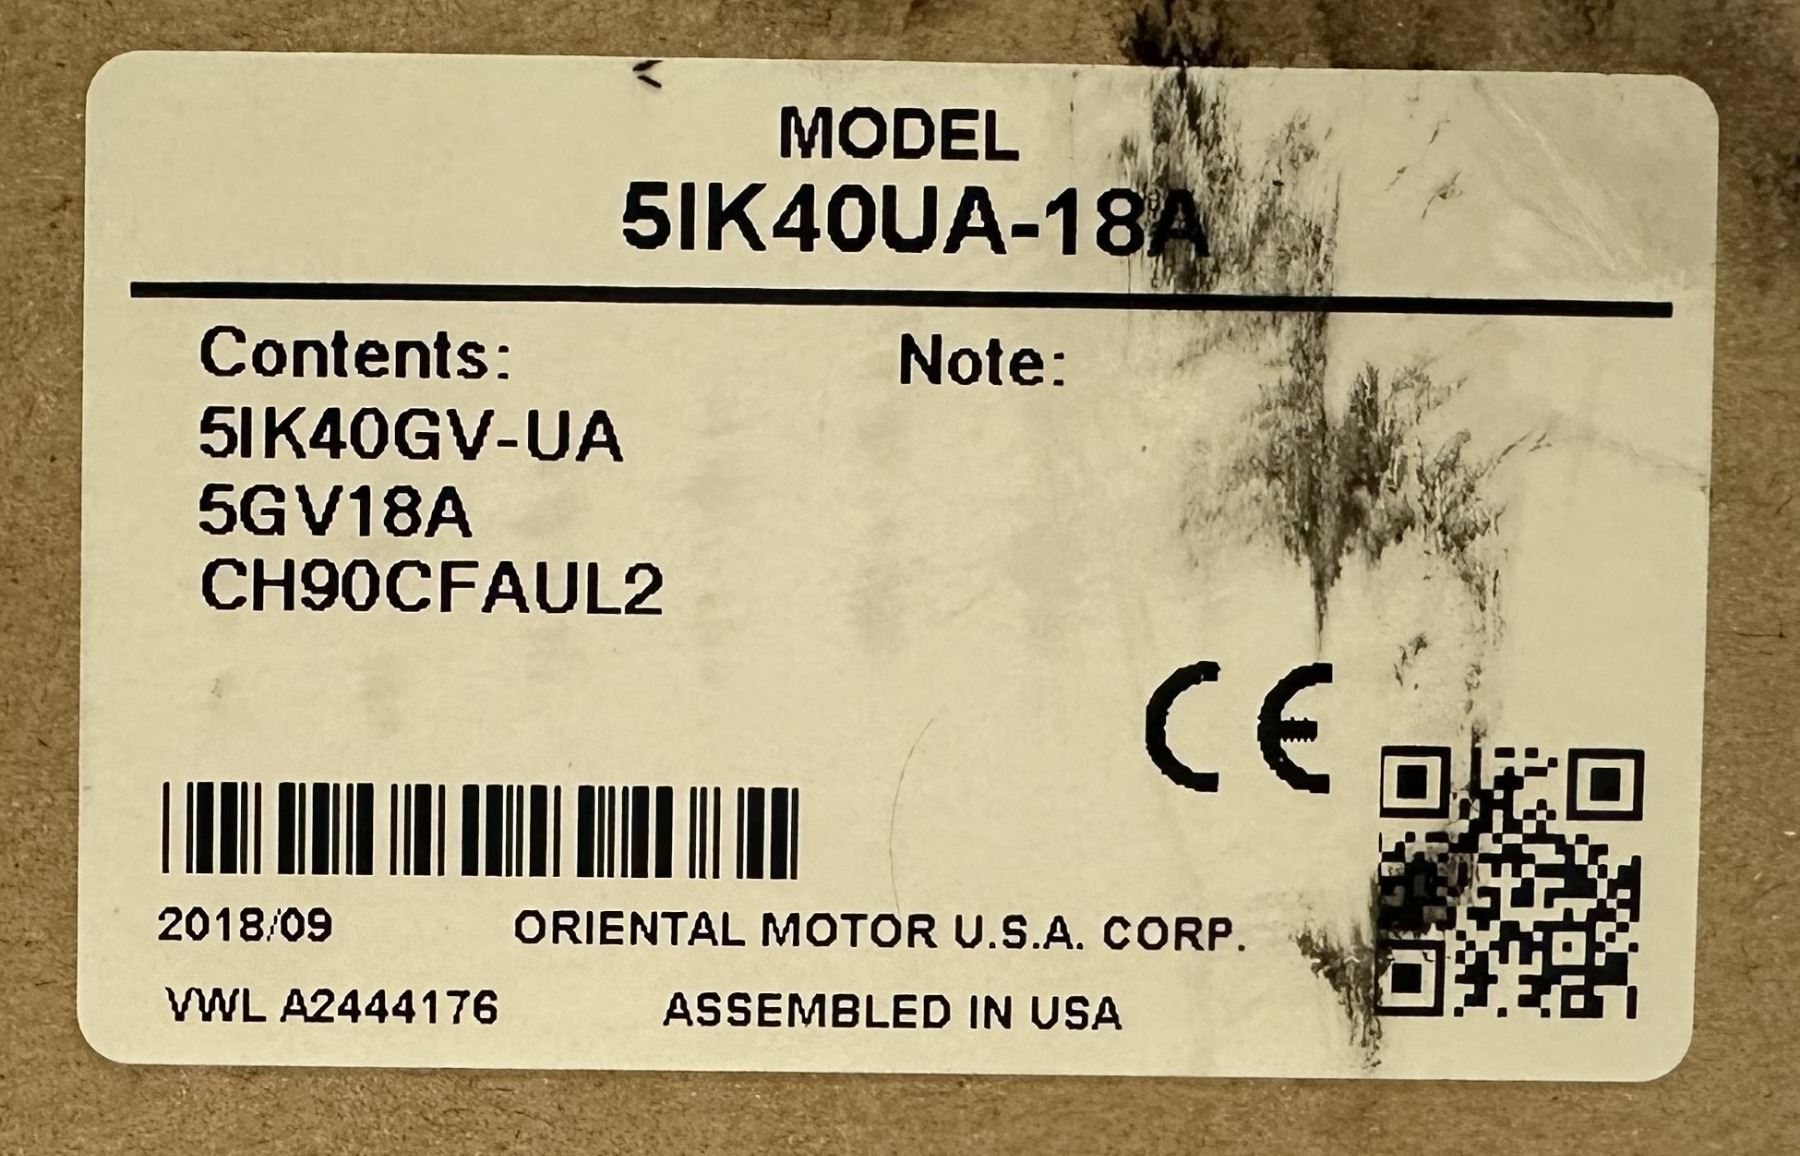 MODEL
5IK40UA-18A
Contents:
Note:
5IK40GV-UA
5GV18A
CH90CFAUL2
CE
2018/09
ORIENTAL MOTOR U.S.A. CORP.
VWL A2444176
ASSEMBLED IN USA